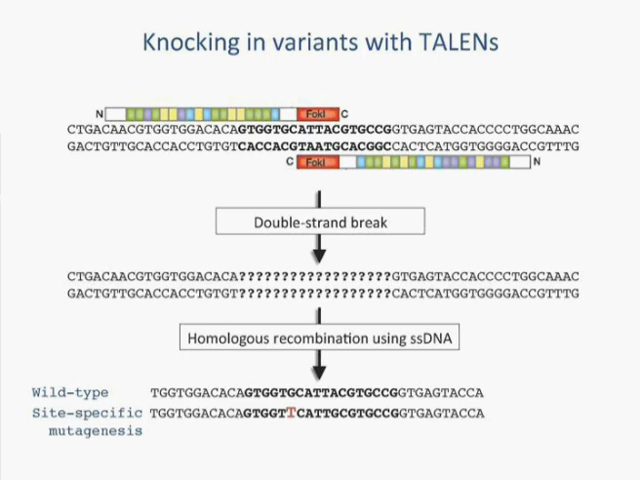 Knocking in variants with TALENs
N FokI C
CTGACAACGTGGTGGACACAGTGGTGCATTACGTGCCGGTGAGTACCACCCCTGGCAAAC
GACTGTTGCACCACCTGTGTCACCACGTAATGCACGGCCACTCATGGTGGGGACCGTTTG
C FokI N
Double-strand break
CTGACAACGTGGTGGACACA??????????????????GTGAGTACCACCCCTGGCAAAC
GACTGTTGCACCACCTGTGT??????????????????CACTCATGGTGGGGACCGTTTG
Homologous recombination using ssDNA
Wild-type TGGTGGACACAGTGGTGCATTACGTGCCGGTGAGTACCA
Site-specific TGGTGGACACAGTGGTTCATTGCGTGCCGGTGAGTACCA
mutagenesis